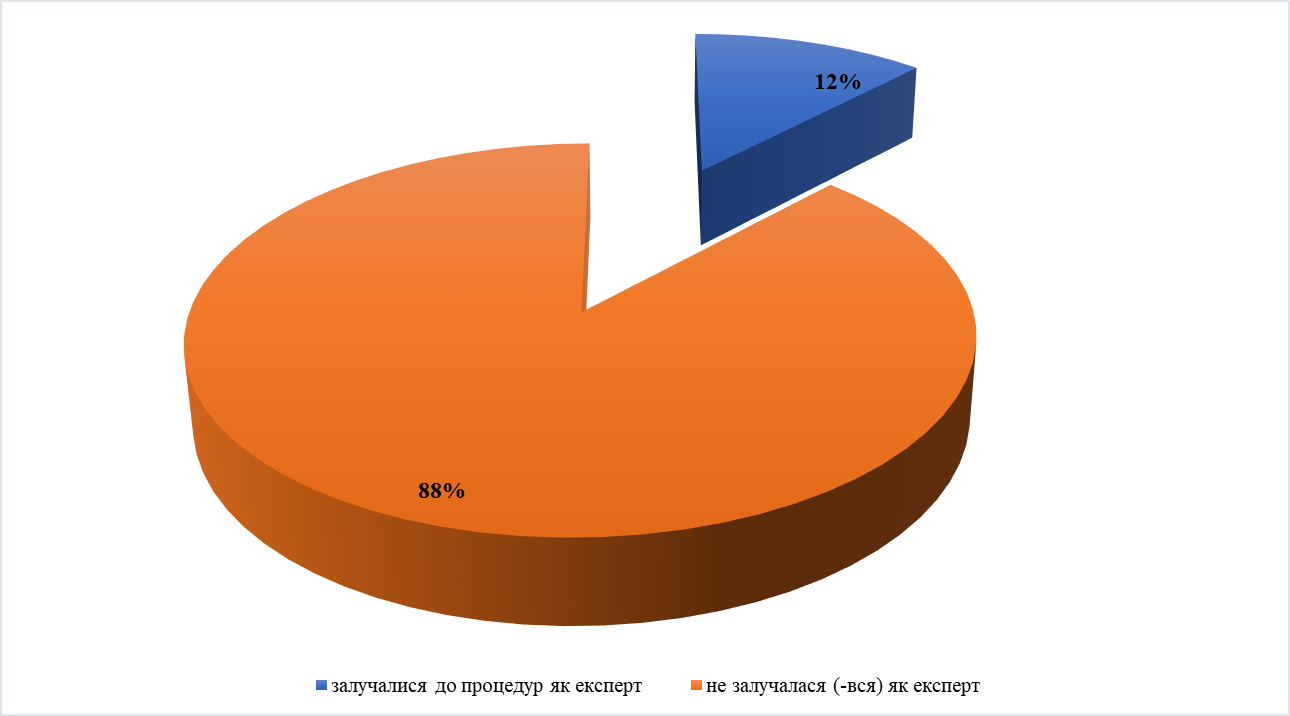 12%
88%
залучалися до процедур як експерт
не залучалася (-вся) як експерт